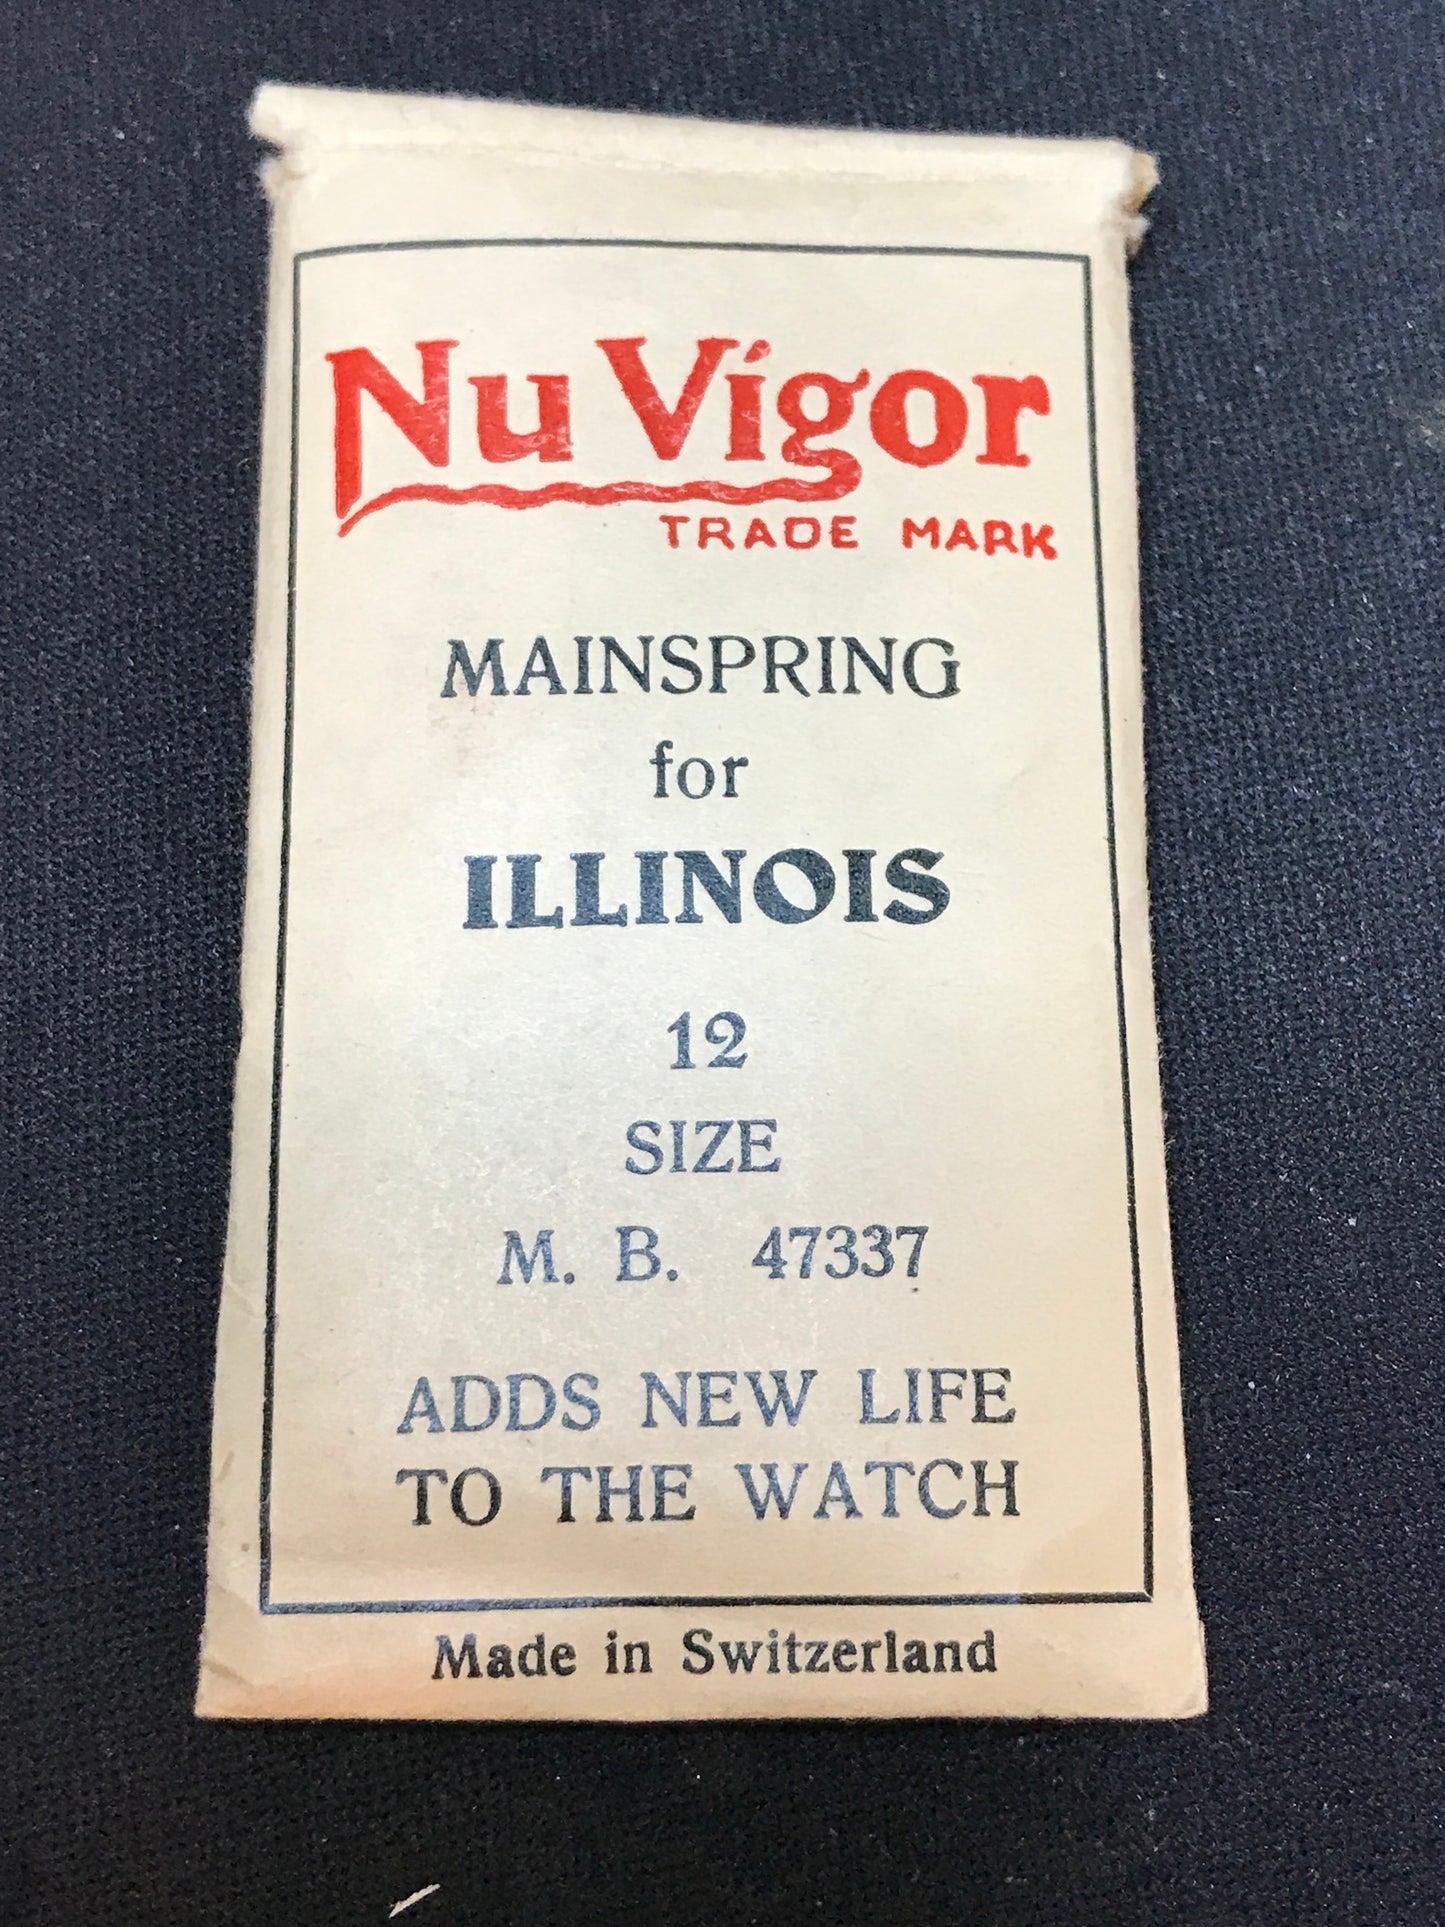 Nu Vigor
TRADE MARK
MAINSPRING
for
ILLINOIS
12
SIZE
M. B. 47337
ADDS NEW LIFE
TO THE WATCH
Made in Switzerland